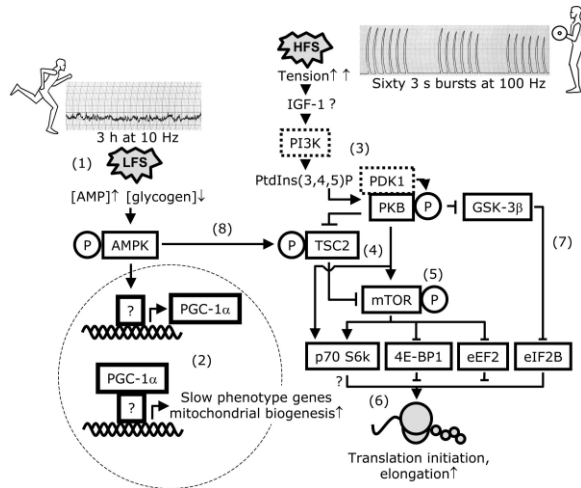 HFS
Tension↑ ↑
Sixty 3 s bursts at 100 Hz
IGF-1 ?
3 h at 10 Hz
PI3K
(1)
LFS
(3)
[AMP]↑ [glycogen]↓
PtdIns(3,4,5)P
PDK1
PKB
P
GSK-3β
(8)
P
AMPK
P
TSC2
(4)
(7)
(5)
mTOR
P
?
PGC-1α
(2)
PGC-1α
?
p70 S6k
4E-BP1
eEF2
eIF2B
?
(6)
Slow phenotype genes
mitochondrial biogenesis↑
Translation initiation,
elongation↑